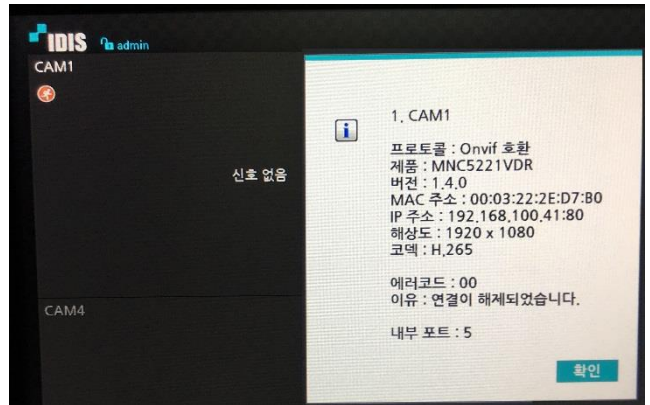 IDIS admin
CAM1
신호 없음
CAM4
1. CAM1
프로토콜 : Onvif 호환
제품 : MNC5221VDR
버전 : 1.4.0
MAC 주소 : 00:03:22:2E:D7:B0
IP 주소 : 192.168.100.41:80
해상도 : 1920 x 1080
코덱 : H.265
에러코드 : 00
이유 : 연결이 해제되었습니다.
내부 포트 : 5
확인